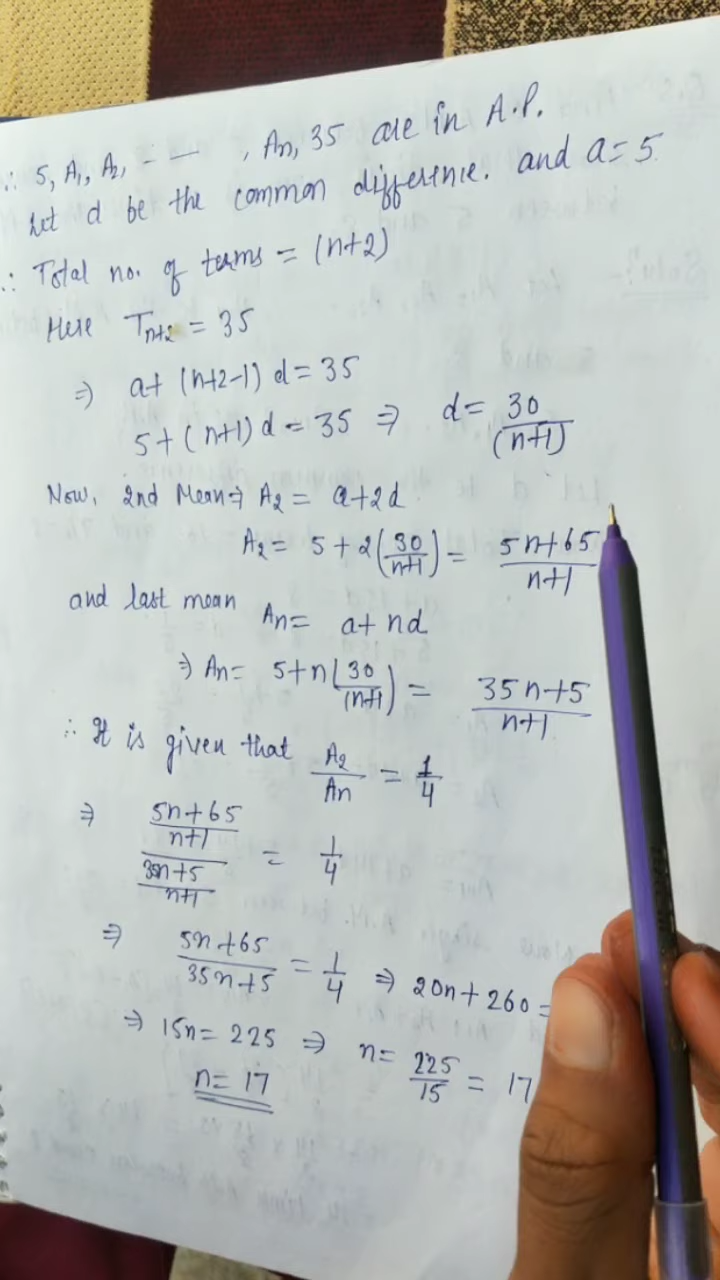 ∵ 5, A₁, A₂, - — , An, 35 are in A.P.
Let d be the common difference. and a = 5
∴ Total no. of terms = (n+2)
Here Tn+2 = 35
⇒ a+ (n+2-1) d = 35
5+(n+1)d = 35 ⇒ d = 30/(n+1)
Now, 2nd Mean ⇒ A₂ = a+2d
A₂ = 5 + 2(30/n+1) = 5n+65/n+1
and last mean An = a+nd
⇒ An = 5+n(30/(n+1)) = 35n+5/n+1
∴ It is given that A₂/An = 1/4
⇒ (5n+65/n+1)/(35n+5/n+1) = 1/4
⇒ 5n+65/35n+5 = 1/4 ⇒ 20n+260 =
⇒ 15n = 225 ⇒ n = 225/15 = 17
n = 17